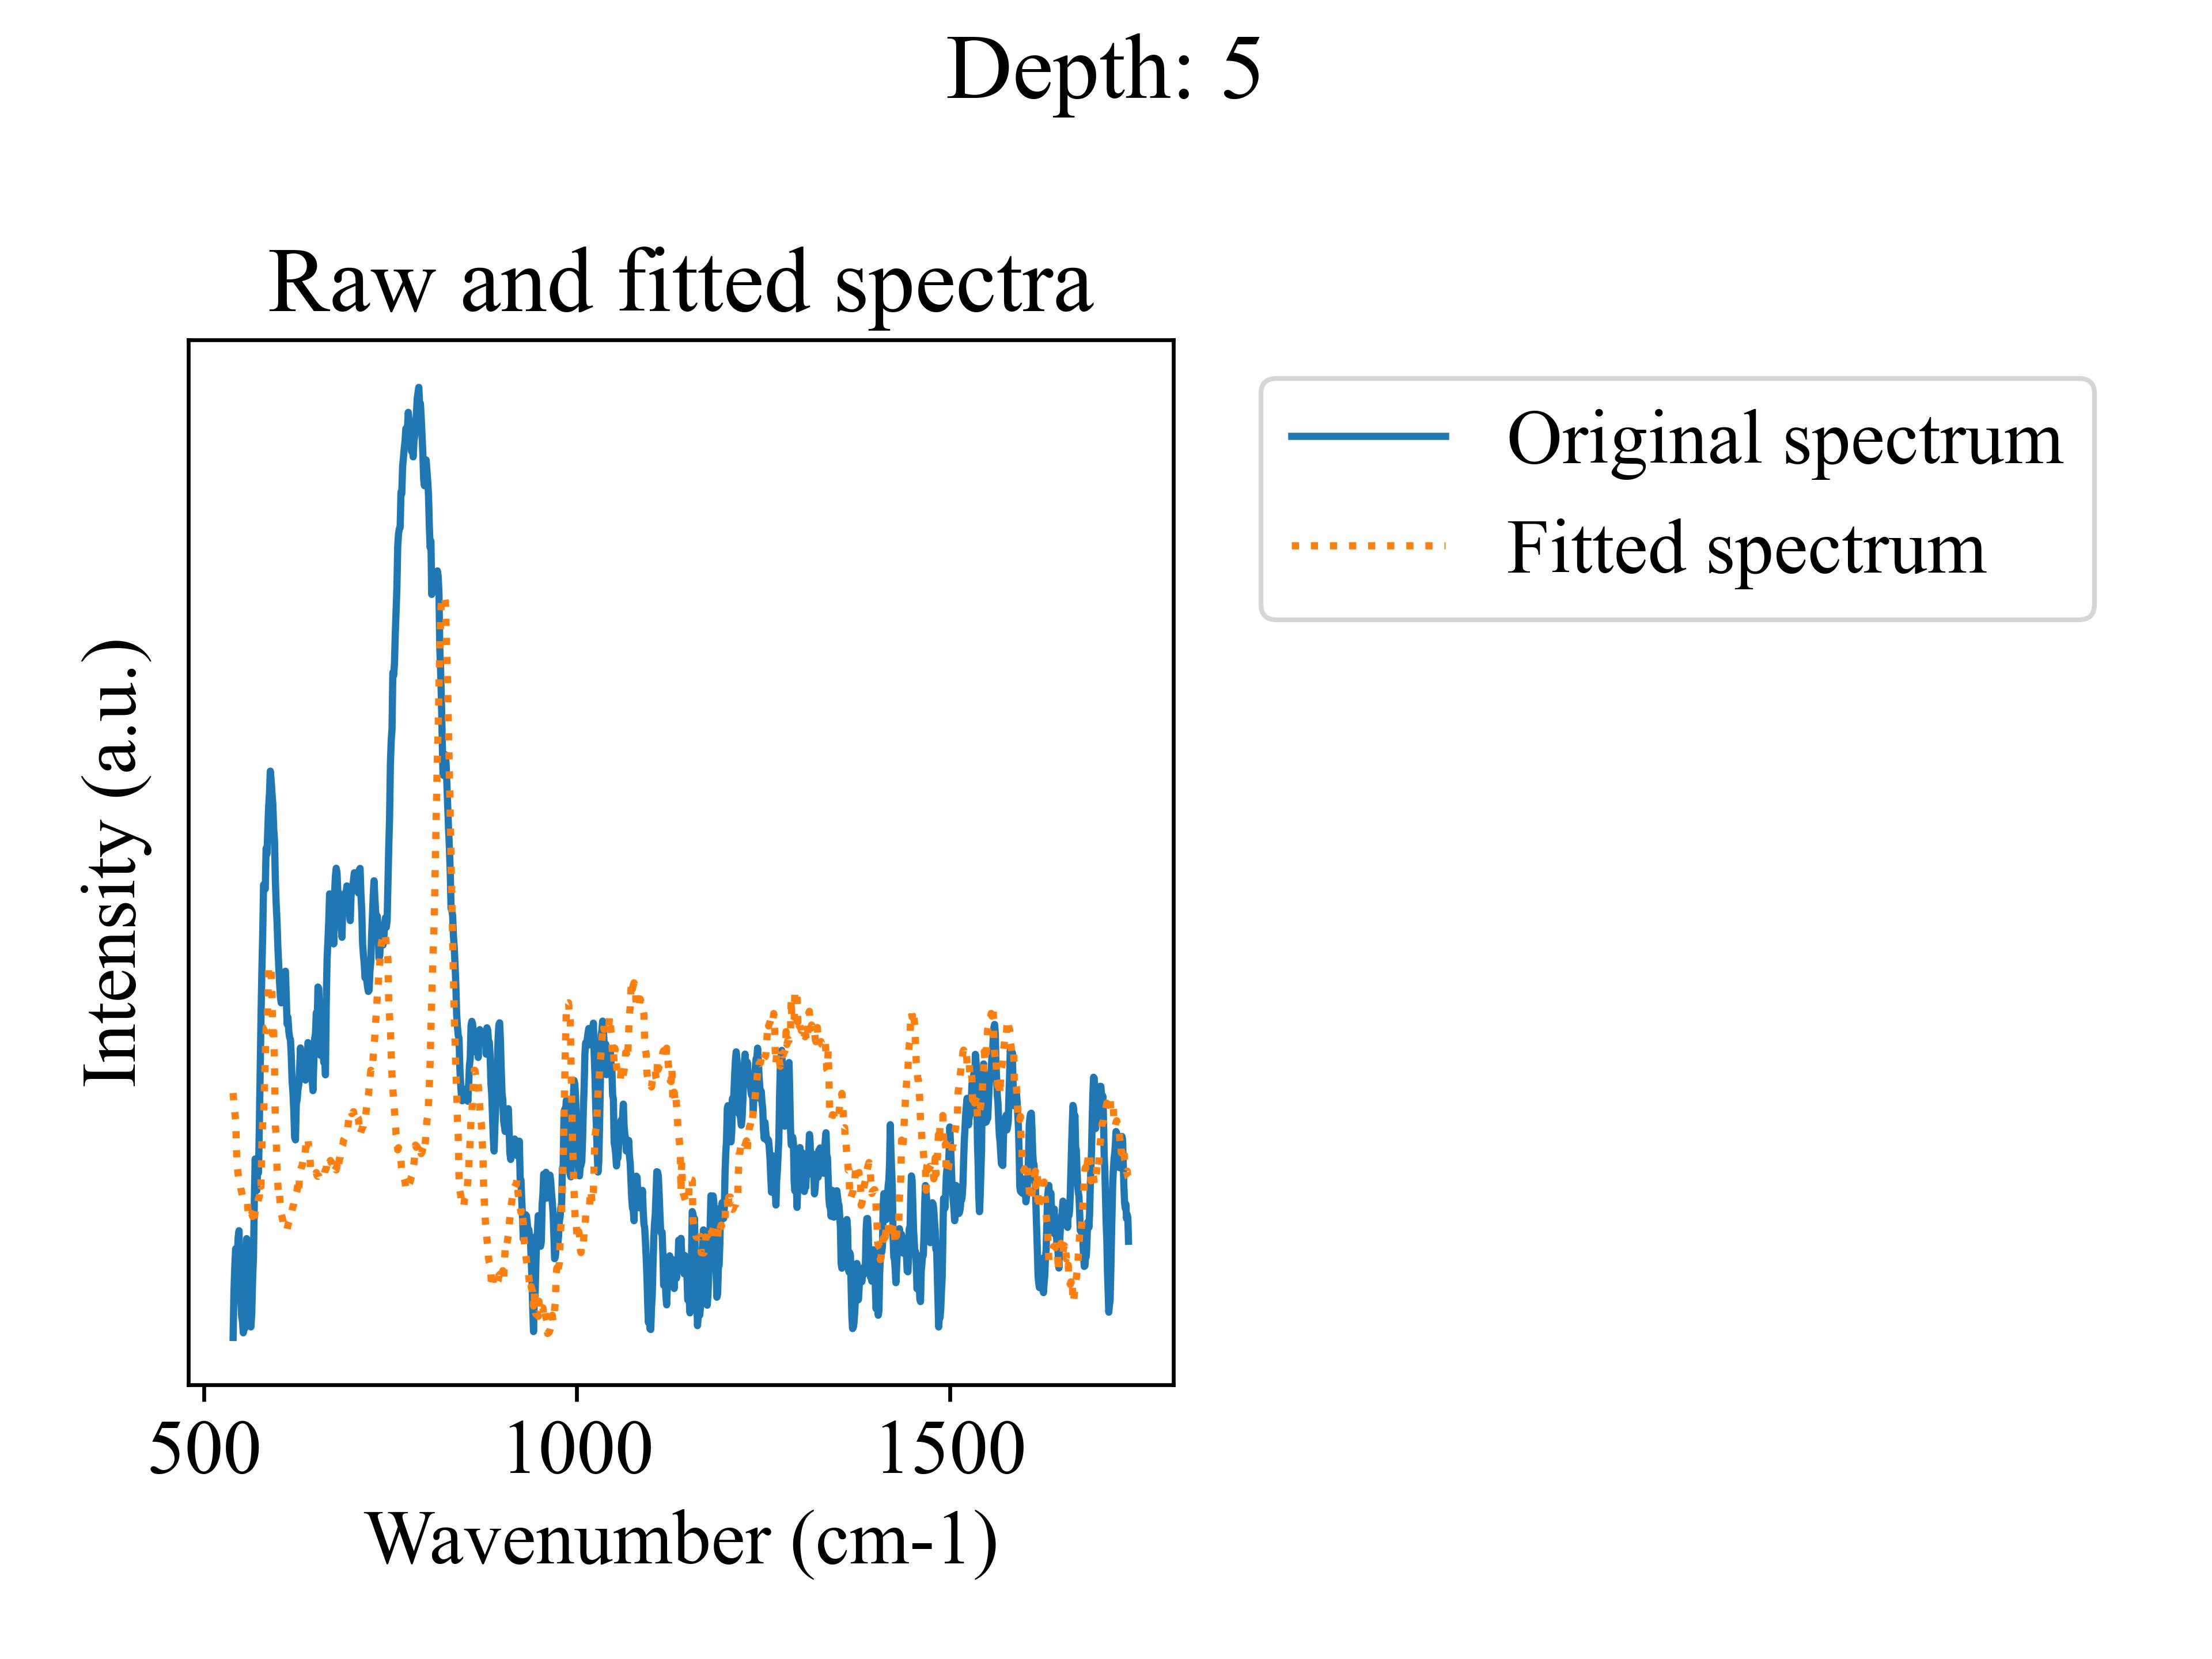 Depth: 5
Raw and fitted spectra
Original spectrum
Fitted spectrum
Intensity (a.u.)
500 1000 1500
Wavenumber (cm-1)